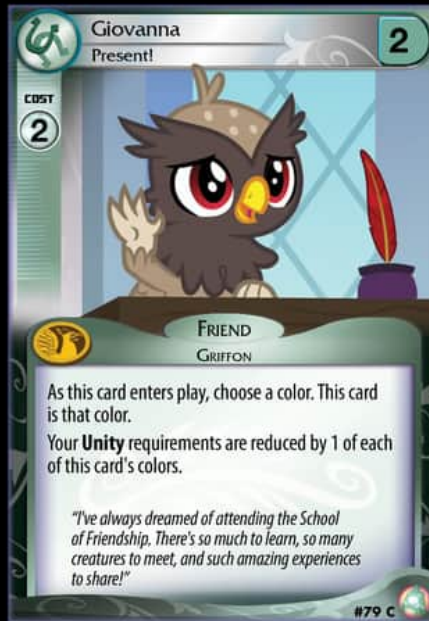 Giovanna
Present!
2
COST
2
FRIEND
GRIFFON
As this card enters play, choose a color. This card
is that color.
Your Unity requirements are reduced by 1 of each
of this card's colors.
"I've always dreamed of attending the School
of Friendship. There's so much to learn, so many
creatures to meet, and such amazing experiences
to share!"
#79 C